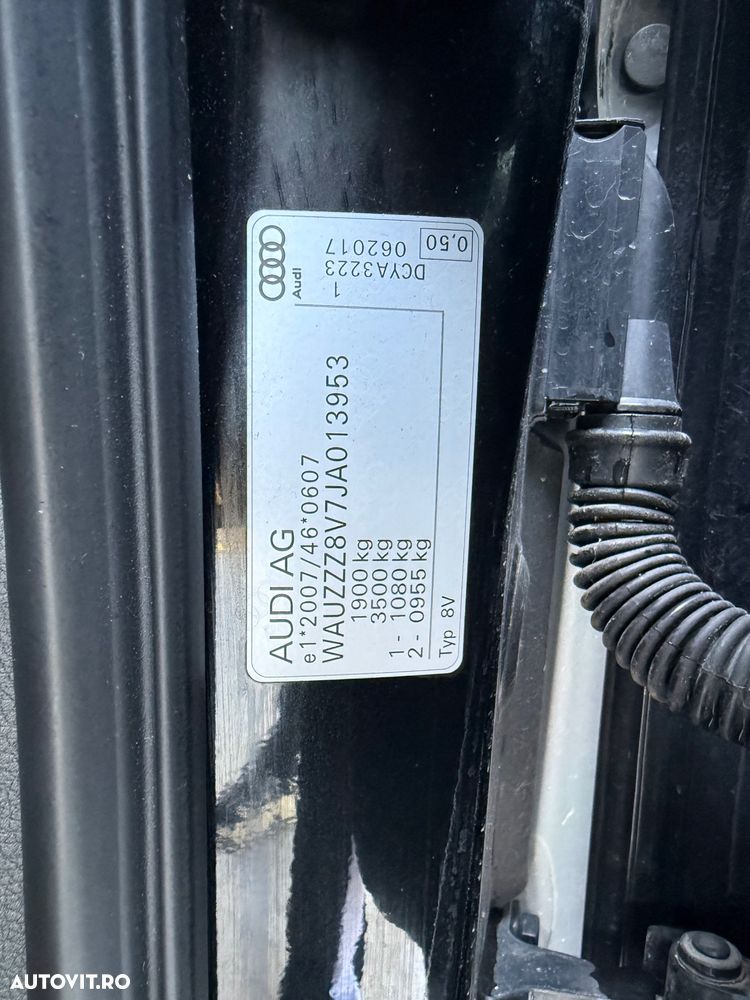 AUDI AG
e1*2007/46*0607
WAUZZZ8V7JA013953
1900 kg
3500 kg
1 - 1080 kg
2 - 0955 kg
Typ 8V
Audi
1
DCYA3223
062017
0,50
AUTOVIT.RO